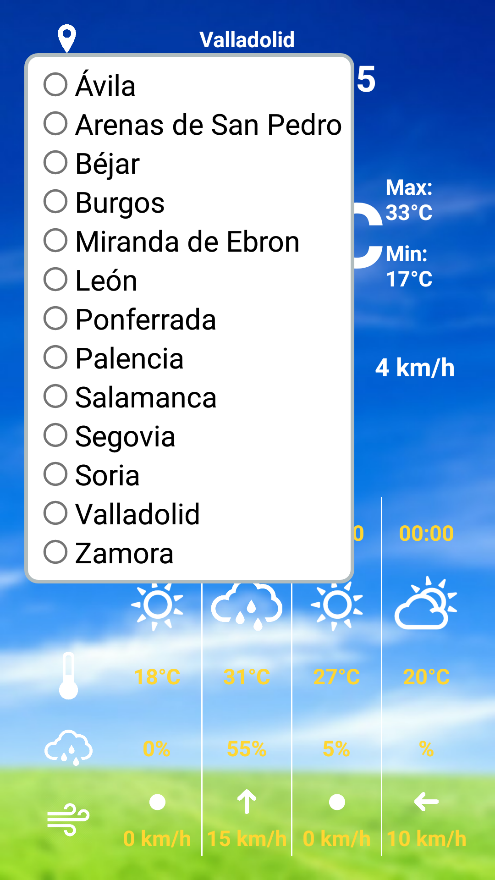 Valladolid
5
Ávila
Arenas de San Pedro
Béjar
Burgos
Miranda de Ebron
León
Ponferrada
Palencia
Salamanca
Segovia
Soria
Valladolid
Zamora
C
Max:
33°C
Min:
17°C
4 km/h
0 00:00
18°C 31°C 27°C 20°C
0% 55% 5% %
0 km/h 15 km/h 0 km/h 10 km/h